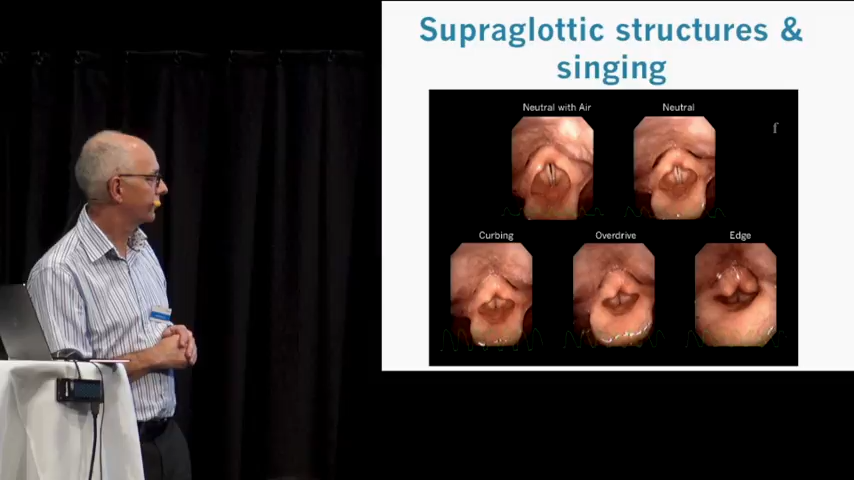 Supraglottic structures &
singing
Neutral with Air
Neutral
f
Curbing
Overdrive
Edge